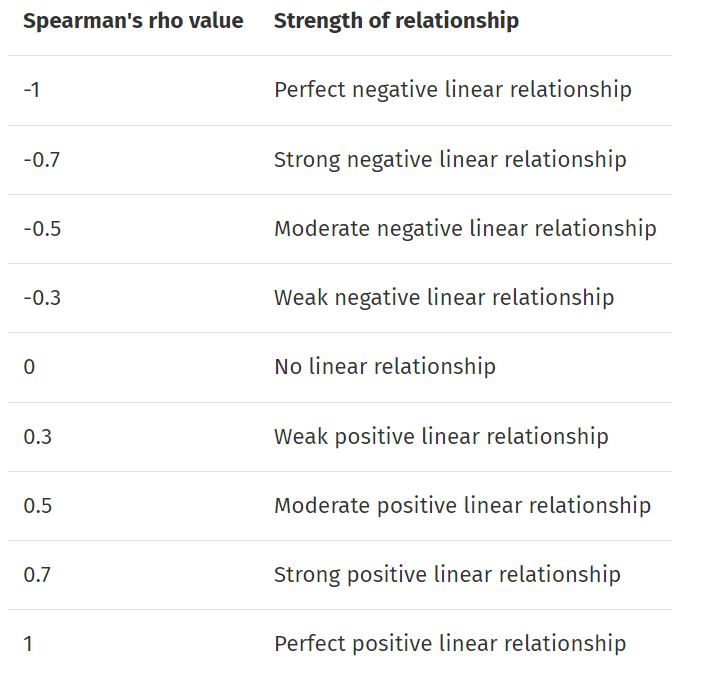 Spearman's rho value Strength of relationship
-1 Perfect negative linear relationship
-0.7 Strong negative linear relationship
-0.5 Moderate negative linear relationship
-0.3 Weak negative linear relationship
0 No linear relationship
0.3 Weak positive linear relationship
0.5 Moderate positive linear relationship
0.7 Strong positive linear relationship
1 Perfect positive linear relationship